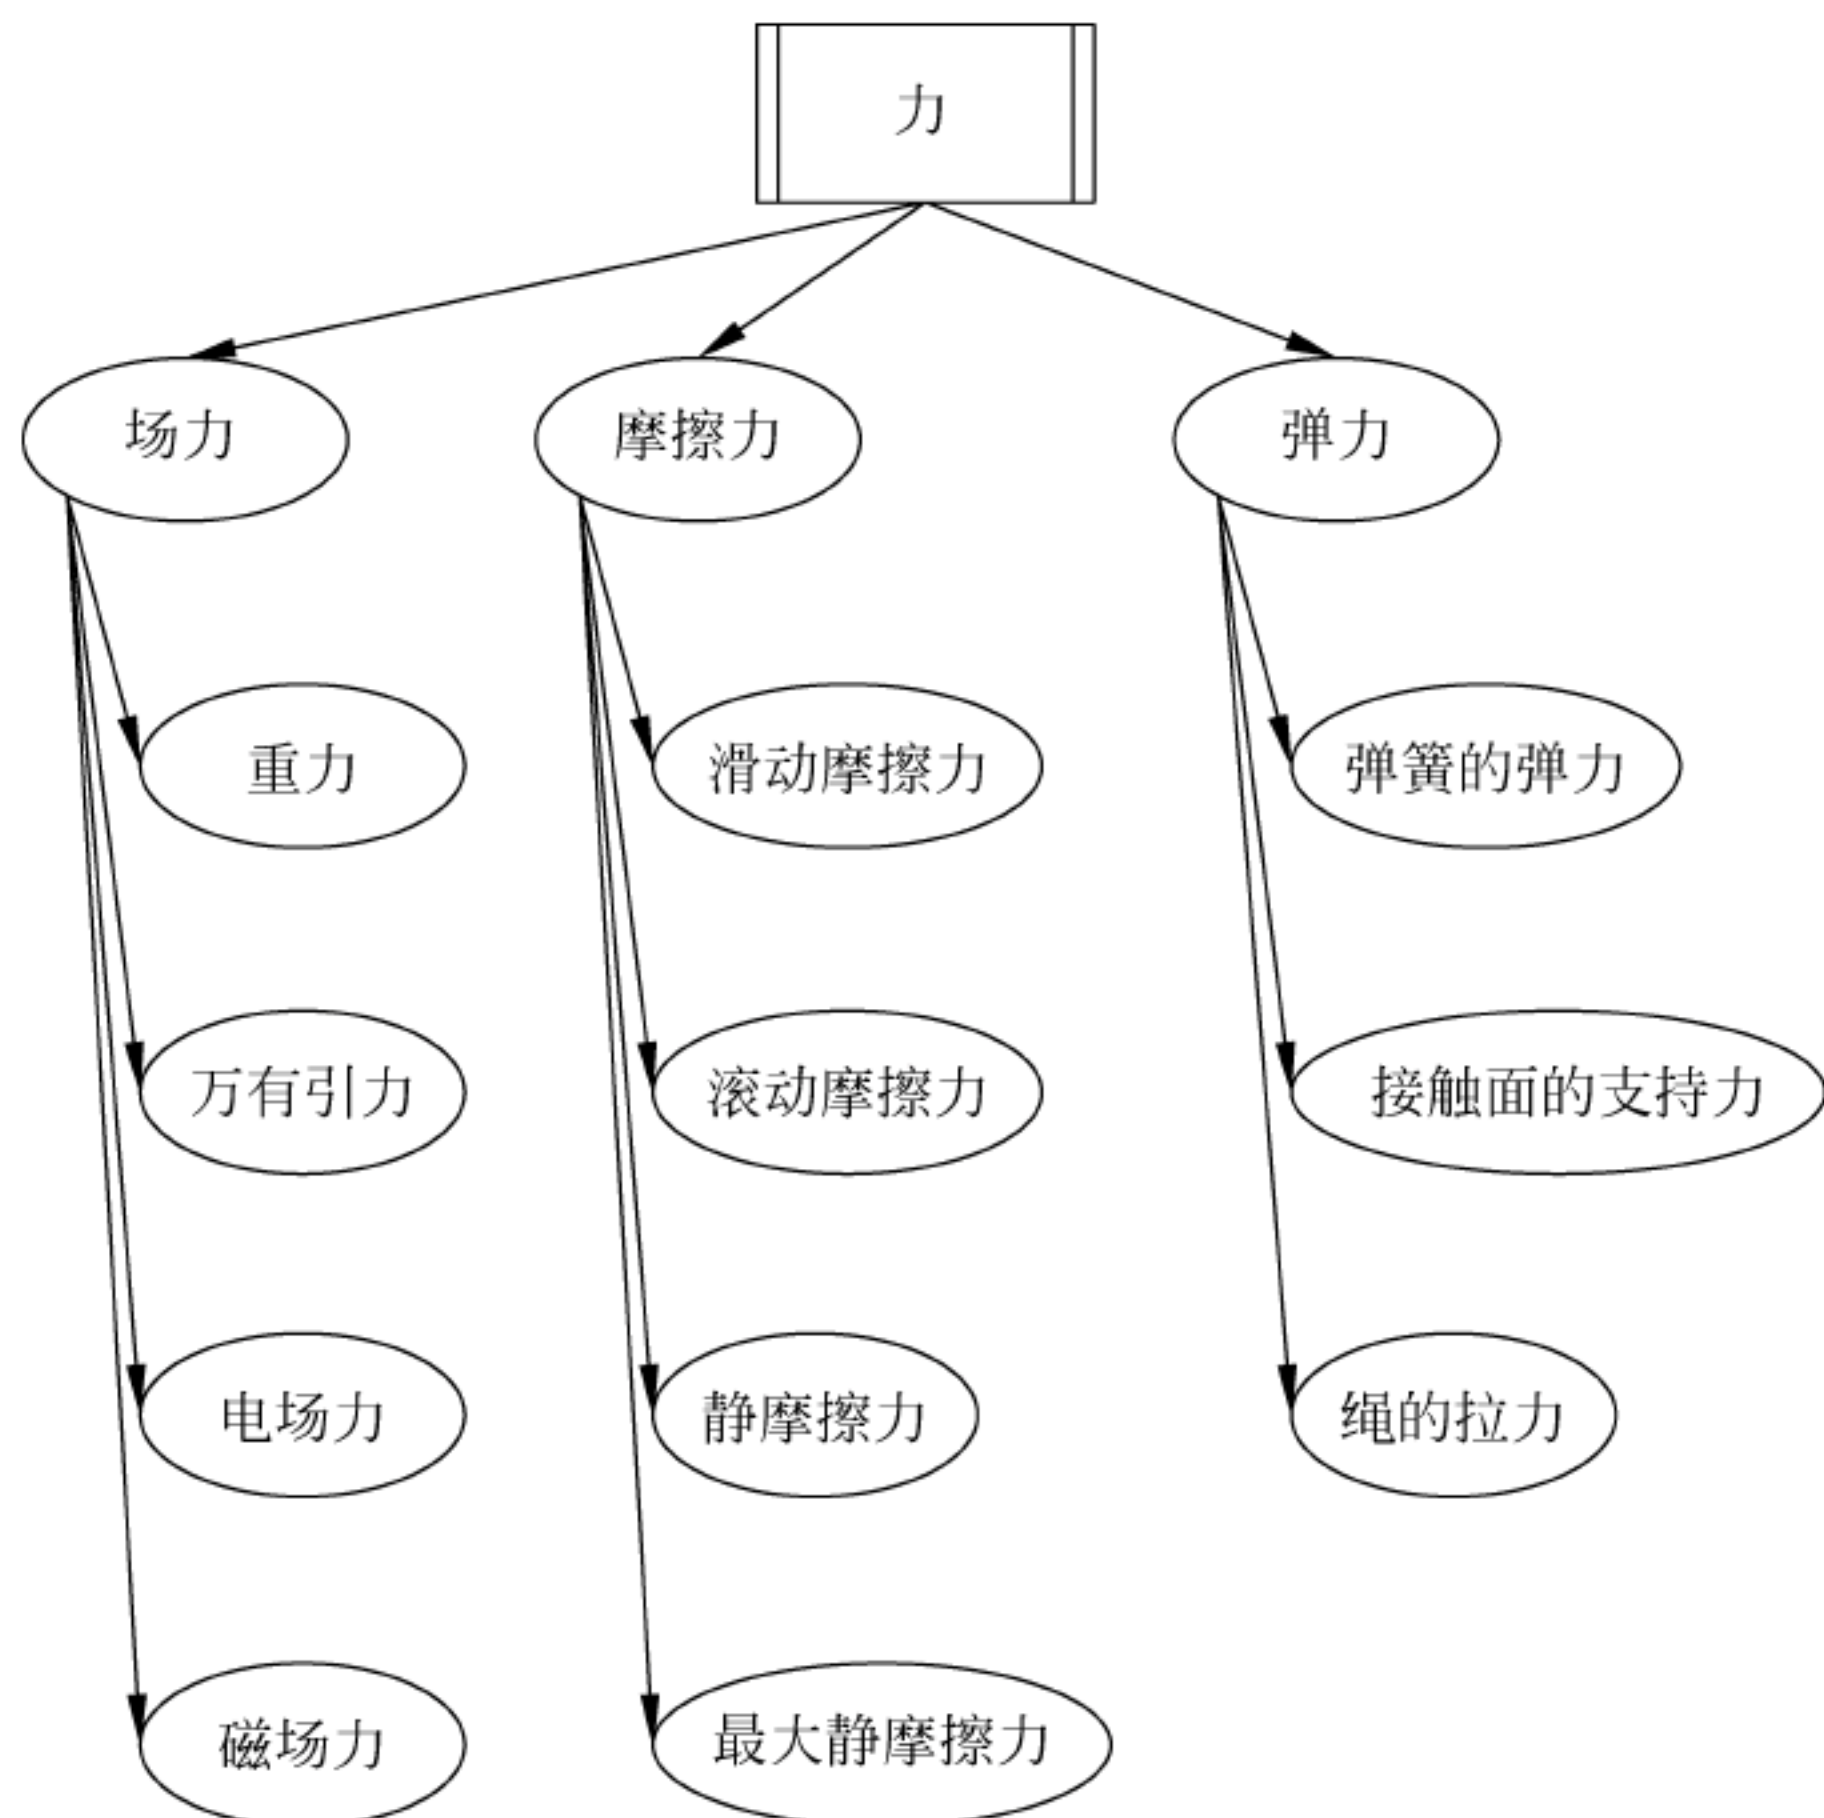 力
场力
摩擦力
弹力
重力
滑动摩擦力
弹簧的弹力
万有引力
滚动摩擦力
接触面的支持力
电场力
静摩擦力
绳的拉力
磁场力
最大静摩擦力